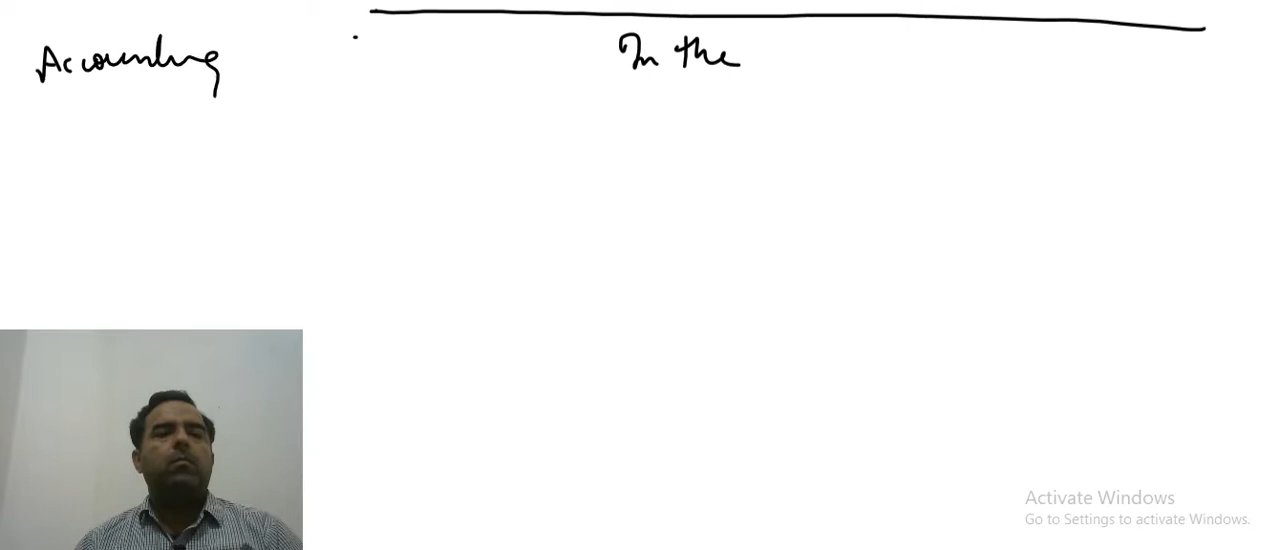 Accounting In the
Activate Windows
Go to Settings to activate Windows.